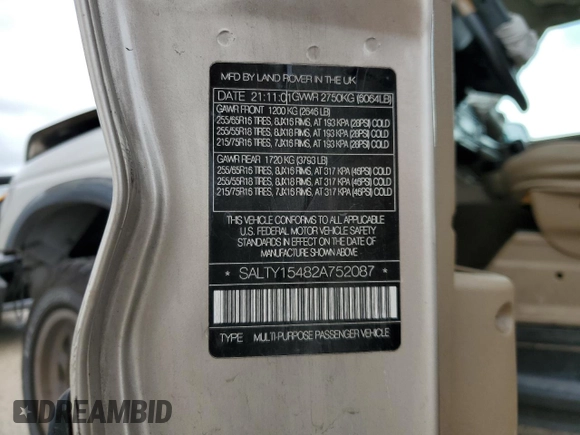 MFD BY LAND ROVER IN THE UK
DATE 21:11:01 GVWR 2750KG (6064LB)
GAWR FRONT 1200 KG (2646 LB)
255/65R16 TIRES, 8JX16 RIMS, AT 193 KPA (28PSI) COLD
255/55R18 TIRES, 8JX18 RIMS, AT 193 KPA (28PSI) COLD
215/75R16 TIRES, 7JX16 RIMS, AT 193 KPA (28PSI) COLD
GAWR REAR 1720 KG (3793 LB)
255/65R16 TIRES, 8JX16 RIMS, AT 317 KPA (46PSI) COLD
255/55R18 TIRES, 8JX18 RIMS, AT 317 KPA (46PSI) COLD
215/75R16 TIRES, 7JX16 RIMS, AT 317 KPA (46PSI) COLD
THIS VEHICLE CONFORMS TO ALL APPLICABLE
U.S. FEDERAL MOTOR VEHICLE SAFETY
STANDARDS IN EFFECT ON THE DATE OF
MANUFACTURE SHOWN ABOVE
* SALTY15482A752087 *
TYPE MULTI-PURPOSE PASSENGER VEHICLE
DREAMBID